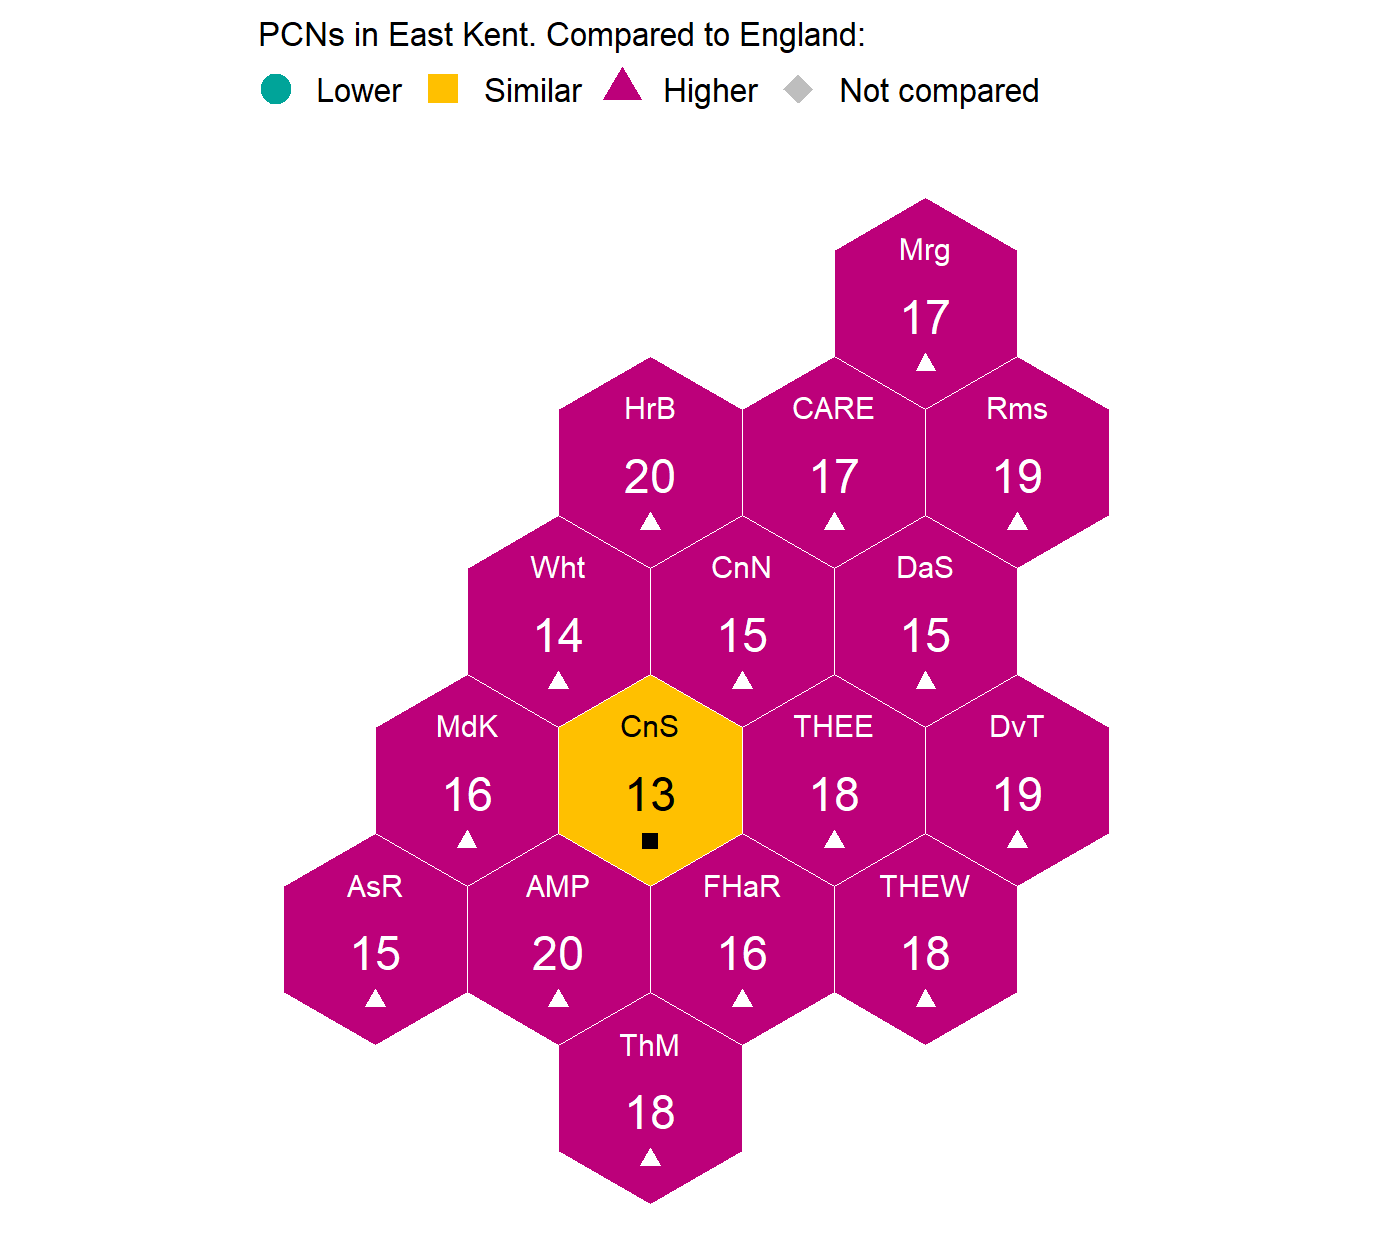 PCNs in East Kent. Compared to England:
Lower Similar Higher Not compared
Mrg
17
HrB CARE Rms
20 17 19
Wht CnN DaS
14 15 15
MdK CnS THEE DvT
16 13 18 19
AsR AMP FHaR THEW
15 20 16 18
ThM
18